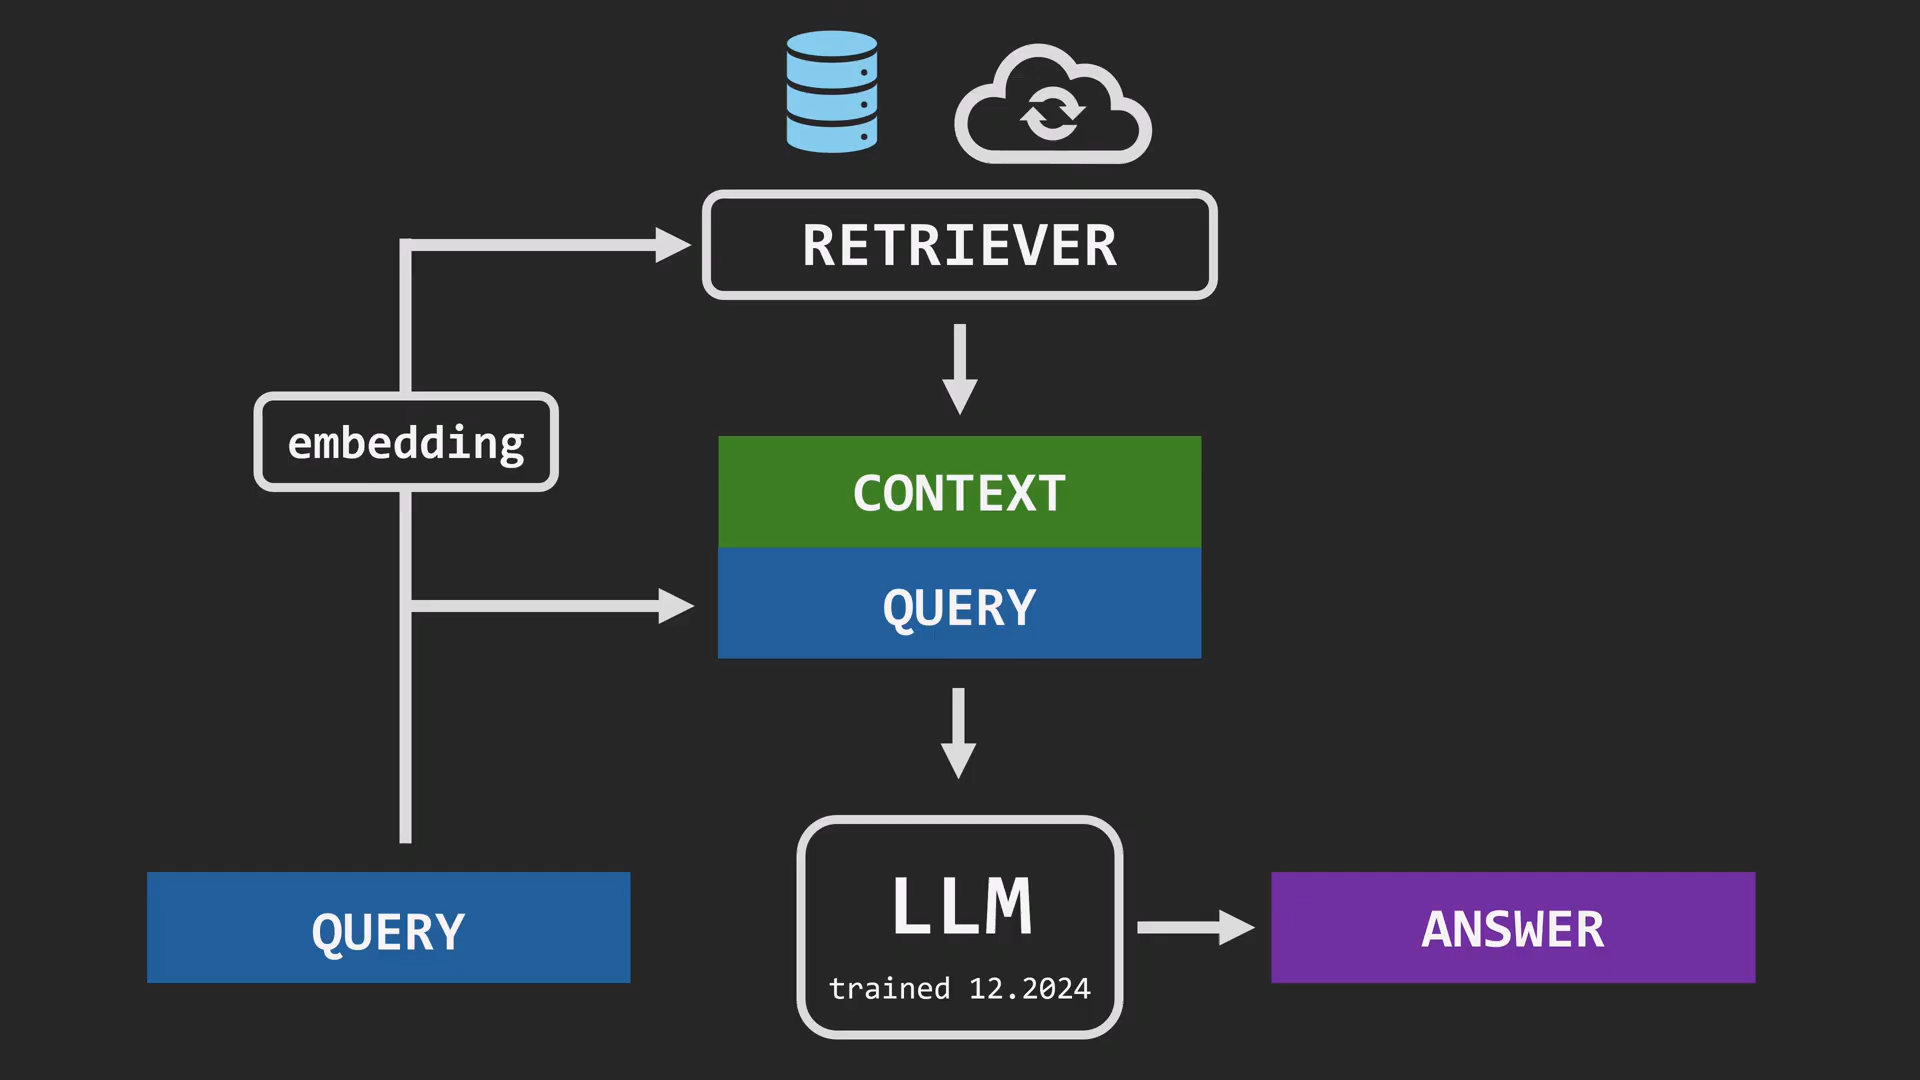 RETRIEVER
embedding
CONTEXT
QUERY
QUERY
LLM
trained 12.2024
ANSWER